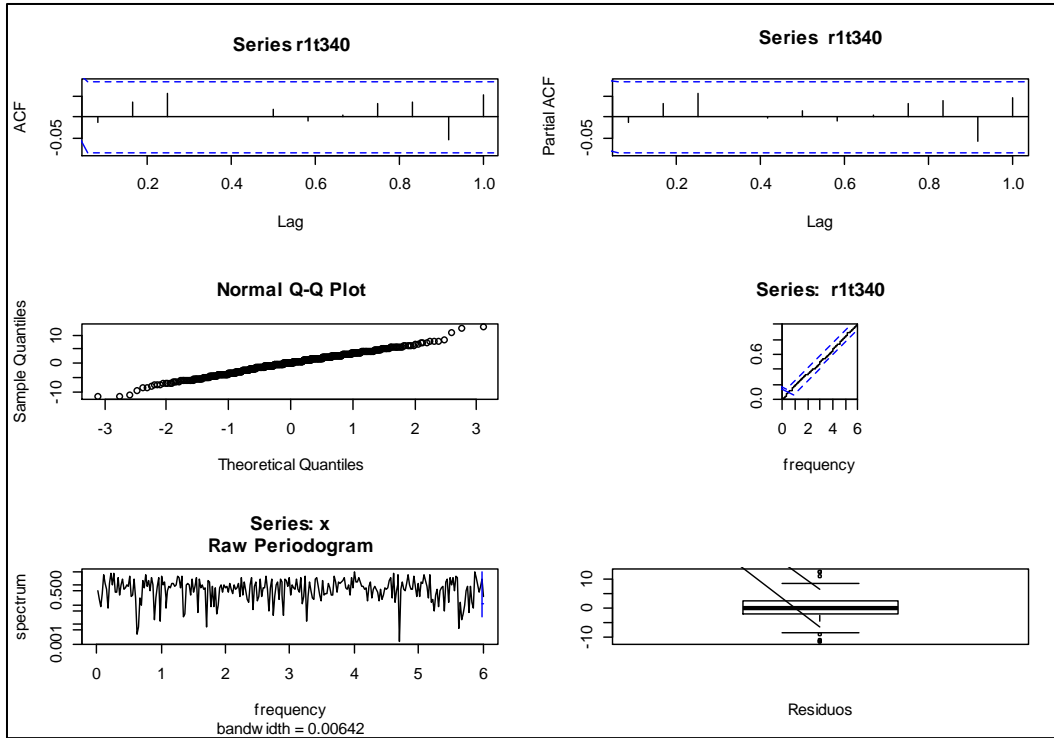 Series r1t340
ACF
-0.05
0.2 0.4 0.6 0.8 1.0
Lag
Series r1t340
Partial ACF
-0.05
0.2 0.4 0.6 0.8 1.0
Lag
Normal Q-Q Plot
Sample Quantiles
-10 0 10
-3 -2 -1 0 1 2 3
Theoretical Quantiles
Series: r1t340
0.0 0.6
0 2 4 6
frequency
Series: x
Raw Periodogram
spectrum
0.001 0.500
0 1 2 3 4 5 6
frequency
bandwidth = 0.00642
-10 0 10
Residuos